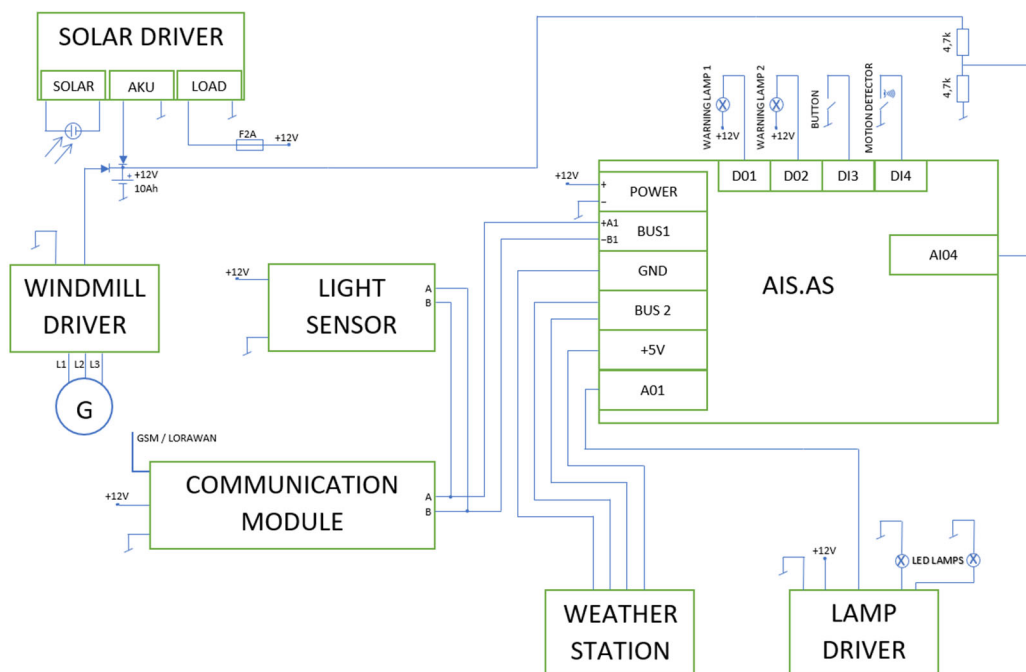 SOLAR DRIVER
SOLAR
AKU
LOAD
F2A
+12V
+
+12V
10Ah
4,7k
4,7k
WARNING LAMP 1
+12V
WARNING LAMP 2
+12V
BUTTON
MOTION DETECTOR
D01
D02
DI3
DI4
+12V
+
−
POWER
+A1
−B1
BUS1
GND
BUS 2
+5V
A01
AIS.AS
AI04
WINDMILL
DRIVER
L1
L2
L3
G
+12V
LIGHT
SENSOR
A
B
GSM / LORAWAN
+12V
COMMUNICATION
MODULE
A
B
WEATHER
STATION
+12V
LED LAMPS
LAMP
DRIVER